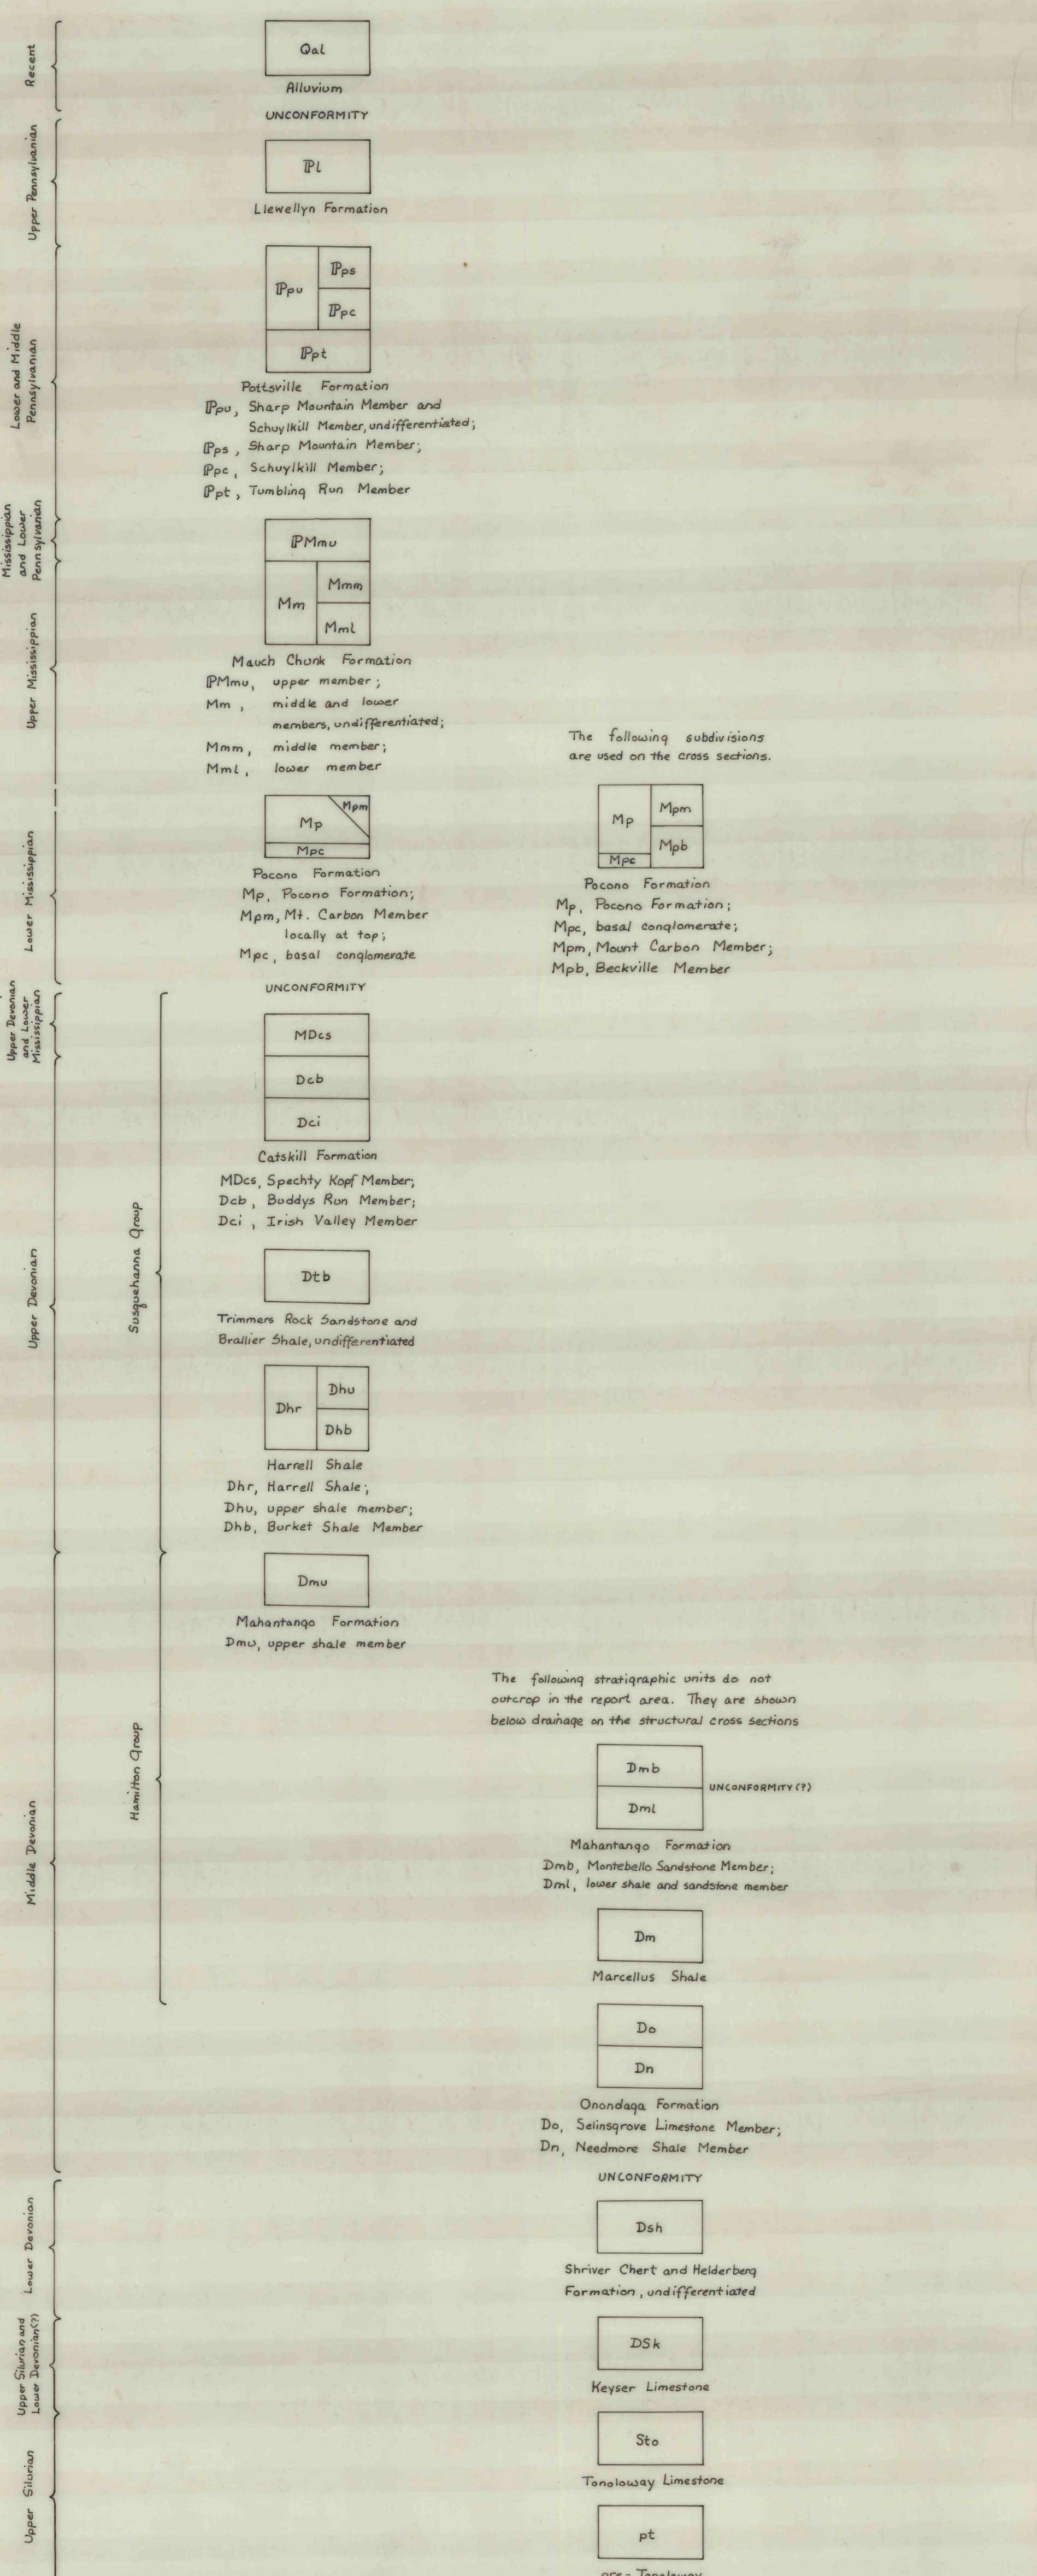 Recent
Qal
Alluvium
UNCONFORMITY
Upper Pennsylvanian
ℙl
Llewellyn Formation
Lower and Middle
Pennsylvanian
ℙpu
ℙps
ℙpc
ℙpt
Pottsville Formation
ℙpu, Sharp Mountain Member and
Schuylkill Member, undifferentiated;
ℙps, Sharp Mountain Member;
ℙpc, Schuylkill Member;
ℙpt, Tumbling Run Member
Mississippian
and Lower
Pennsylvanian
ℙMmu
Mm
Mmm
Mml
Upper Mississippian
Mauch Chunk Formation
ℙMmu, upper member;
Mm, middle and lower
members, undifferentiated;
Mmm, middle member;
Mml, lower member
The following subdivisions
are used on the cross sections.
Lower Mississippian
Mp
Mpm
Mpc
Pocono Formation
Mp, Pocono Formation;
Mpm, Mt. Carbon Member
locally at top;
Mpc, basal conglomerate
Mp
Mpm
Mpb
Mpc
Pocono Formation
Mp, Pocono Formation;
Mpc, basal conglomerate;
Mpm, Mount Carbon Member;
Mpb, Beckville Member
UNCONFORMITY
Upper Devonian
and Lower
Mississippian
MDcs
Dcb
Dci
Catskill Formation
MDcs, Spechty Kopf Member;
Dcb, Buddys Run Member;
Dci, Irish Valley Member
Upper Devonian
Susquehanna Group
Dtb
Trimmers Rock Sandstone and
Brallier Shale, undifferentiated
Dhr
Dhu
Dhb
Harrell Shale
Dhr, Harrell Shale;
Dhu, upper shale member;
Dhb, Burket Shale Member
Dmu
Mahantango Formation
Dmu, upper shale member
The following stratigraphic units do not
outcrop in the report area. They are shown
below drainage on the structural cross sections
Middle Devonian
Hamilton Group
Dmb
UNCONFORMITY(?)
Dml
Mahantango Formation
Dmb, Montebello Sandstone Member;
Dml, lower shale and sandstone member
Dm
Marcellus Shale
Do
Dn
Onondaga Formation
Do, Selinsgrove Limestone Member;
Dn, Needmore Shale Member
UNCONFORMITY
Lower Devonian
Dsh
Shriver Chert and Helderberg
Formation, undifferentiated
Upper Silurian and
Lower Devonian(?)
DSk
Keyser Limestone
Upper Silurian
Sto
Tonoloway Limestone
pt
pre-Tonoloway